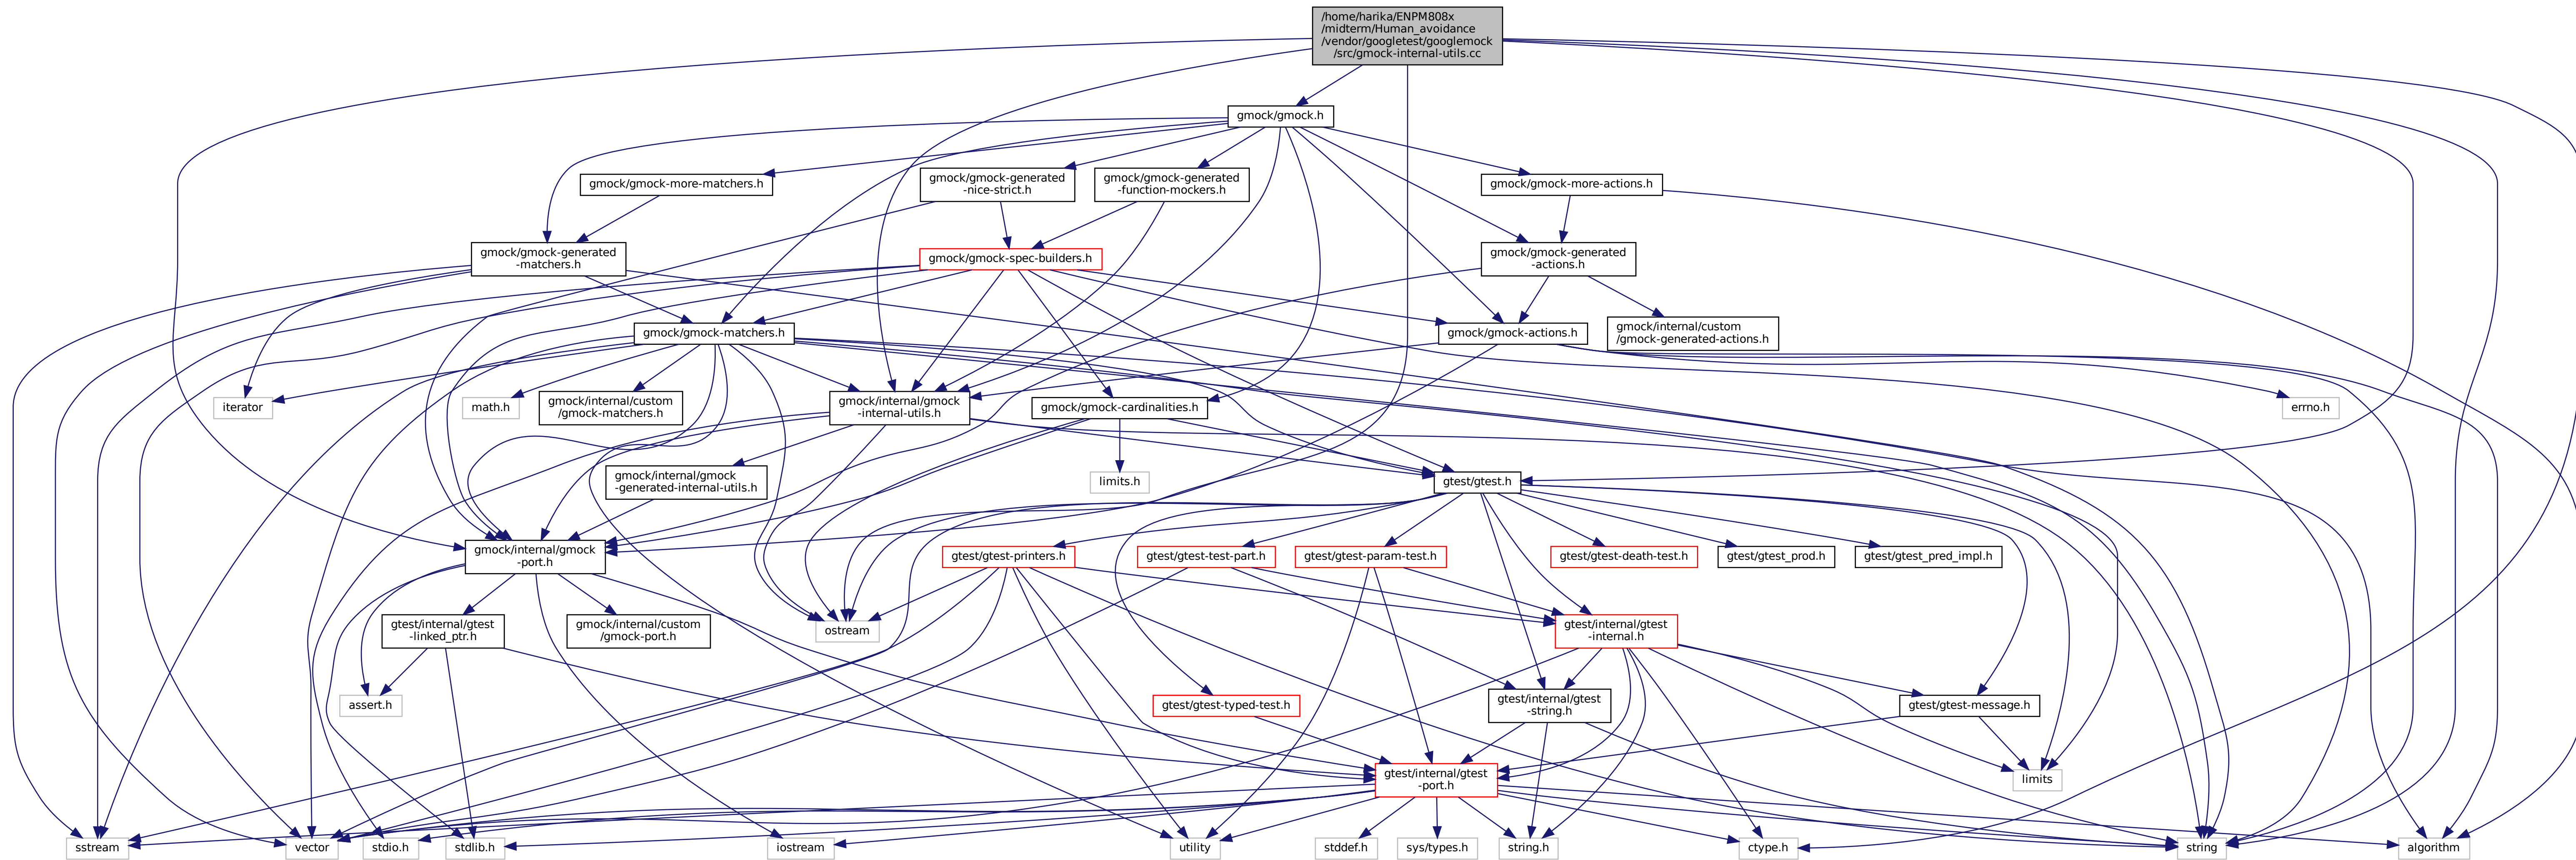 /home/harika/ENPM808x
/midterm/Human_avoidance
/vendor/googletest/googlemock
/src/gmock-internal-utils.cc
gmock/gmock.h
gmock/gmock-more-matchers.h
gmock/gmock-generated
-nice-strict.h
gmock/gmock-generated
-function-mockers.h
gmock/gmock-more-actions.h
gmock/gmock-generated
-matchers.h
gmock/gmock-spec-builders.h
gmock/gmock-generated
-actions.h
gmock/gmock-matchers.h
gmock/gmock-actions.h
gmock/internal/custom
/gmock-generated-actions.h
iterator
math.h
gmock/internal/custom
/gmock-matchers.h
gmock/internal/gmock
-internal-utils.h
gmock/gmock-cardinalities.h
errno.h
gmock/internal/gmock
-generated-internal-utils.h
limits.h
gtest/gtest.h
gmock/internal/gmock
-port.h
gtest/gtest-printers.h
gtest/gtest-test-part.h
gtest/gtest-param-test.h
gtest/gtest-death-test.h
gtest/gtest_prod.h
gtest/gtest_pred_impl.h
gtest/internal/gtest
-linked_ptr.h
gmock/internal/custom
/gmock-port.h
ostream
gtest/internal/gtest
-internal.h
assert.h
gtest/gtest-typed-test.h
gtest/internal/gtest
-string.h
gtest/gtest-message.h
gtest/internal/gtest
-port.h
limits
sstream
vector
stdio.h
stdlib.h
iostream
utility
stddef.h
sys/types.h
string.h
ctype.h
string
algorithm